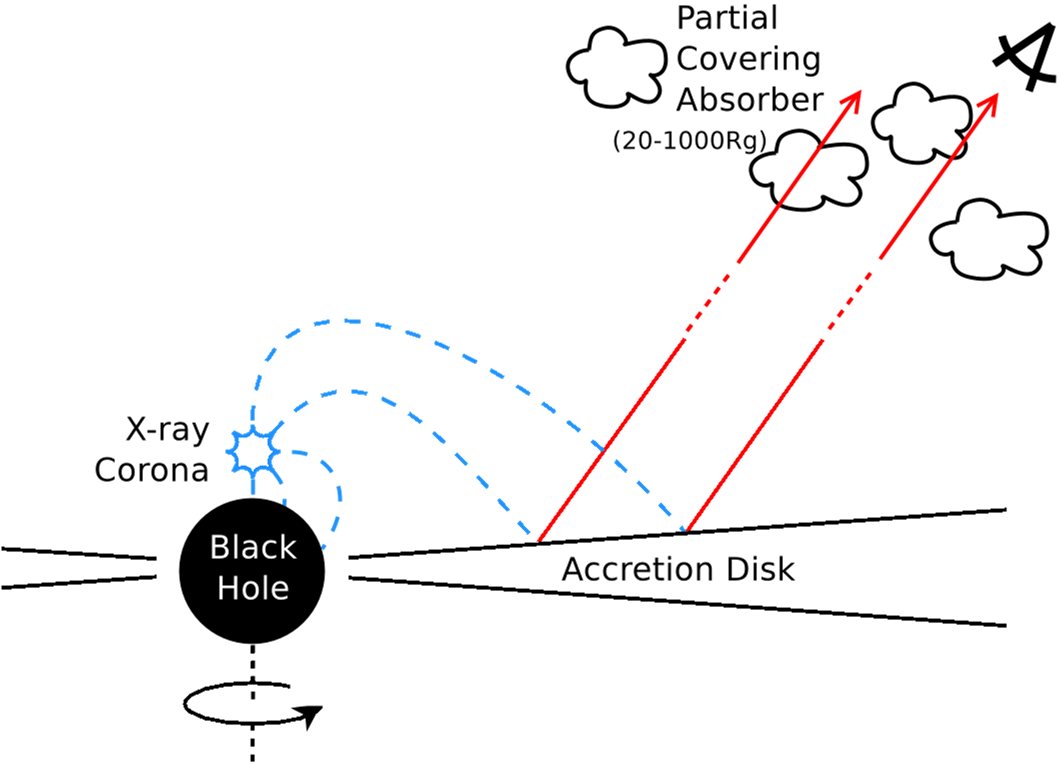 Partial
Covering
Absorber
(20-1000Rg)
X-ray
Corona
Black
Hole
Accretion Disk